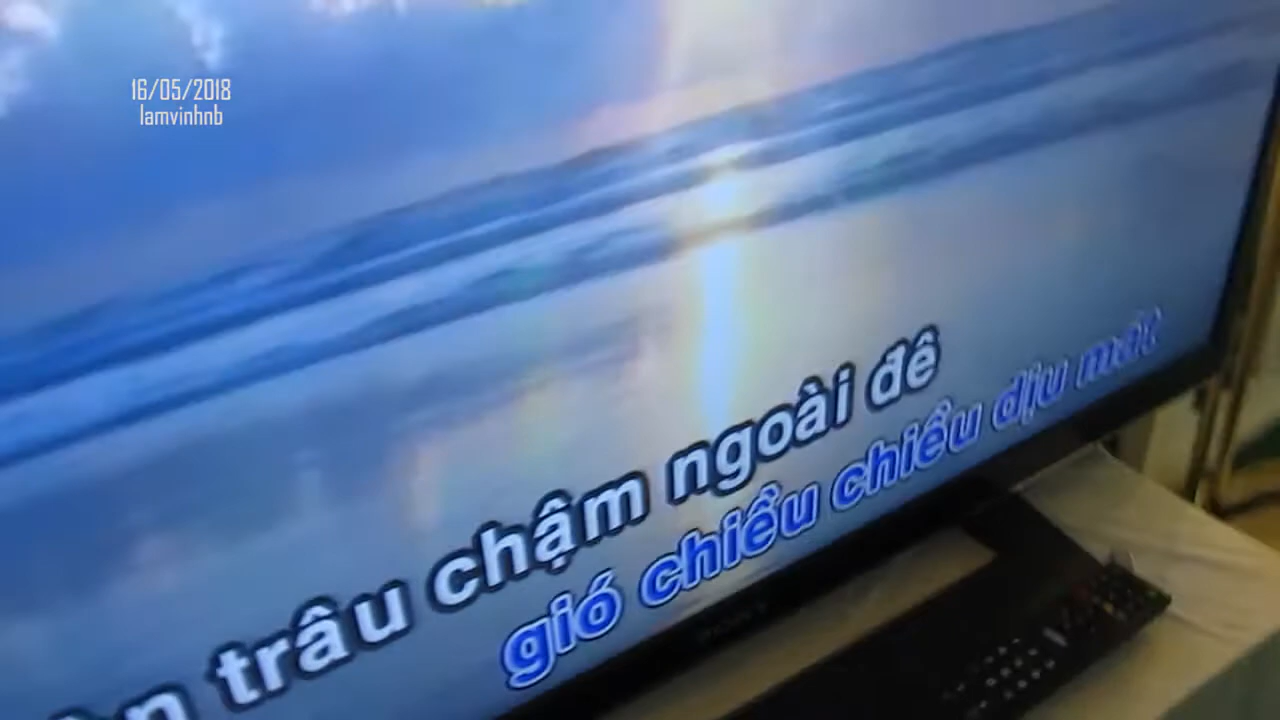 16/05/2018
lamvinhnb
trâu chậm ngoài đê
gió chiều chiều dịu mát